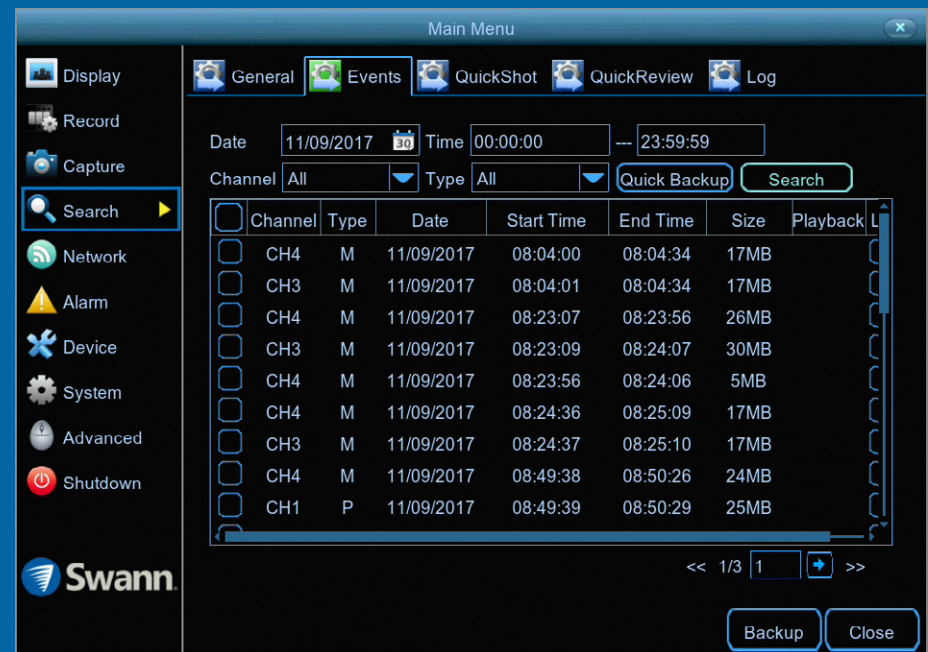 Main Menu
Display
Record
Capture
Search
Network
Alarm
Device
System
Advanced
Shutdown
Swann.
General Events QuickShot QuickReview Log
Date 11/09/2017 30 Time 00:00:00 --- 23:59:59
Channel All Type All Quick Backup Search
Channel Type Date Start Time End Time Size Playback L
CH4 M 11/09/2017 08:04:00 08:04:34 17MB
CH3 M 11/09/2017 08:04:01 08:04:34 17MB
CH4 M 11/09/2017 08:23:07 08:23:56 26MB
CH3 M 11/09/2017 08:23:09 08:24:07 30MB
CH4 M 11/09/2017 08:23:56 08:24:06 5MB
CH4 M 11/09/2017 08:24:36 08:25:09 17MB
CH3 M 11/09/2017 08:24:37 08:25:10 17MB
CH4 M 11/09/2017 08:49:38 08:50:26 24MB
CH1 P 11/09/2017 08:49:39 08:50:29 25MB
<< 1/3 1 >>
Backup Close